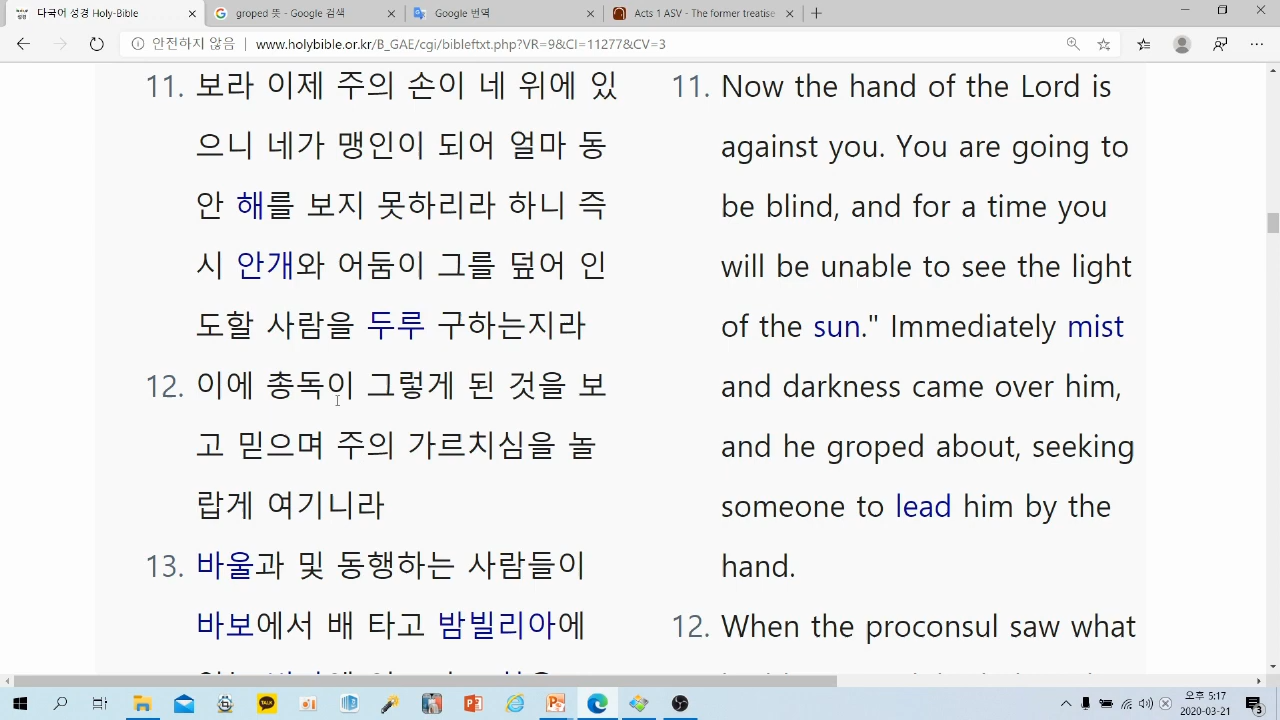 다국어 성경 Holy-Bible
groped 뜻 - Google 검색
Google 번역
Acts 1 ASV - The former treatise
안전하지 않음
www.holybible.or.kr/B_GAE/cgi/bibleftxt.php?VR=9&CI=11277&CV=3
11. 보라 이제 주의 손이 네 위에 있
으니 네가 맹인이 되어 얼마 동
안 해를 보지 못하리라 하니 즉
시 안개와 어둠이 그를 덮어 인
도할 사람을 두루 구하는지라
12. 이에 총독이 그렇게 된 것을 보
고 믿으며 주의 가르치심을 놀
랍게 여기니라
13. 바울과 및 동행하는 사람들이
바보에서 배 타고 밤빌리아에
11. Now the hand of the Lord is
against you. You are going to
be blind, and for a time you
will be unable to see the light
of the sun." Immediately mist
and darkness came over him,
and he groped about, seeking
someone to lead him by the
hand.
12. When the proconsul saw what
오후 5:17
2020-03-21